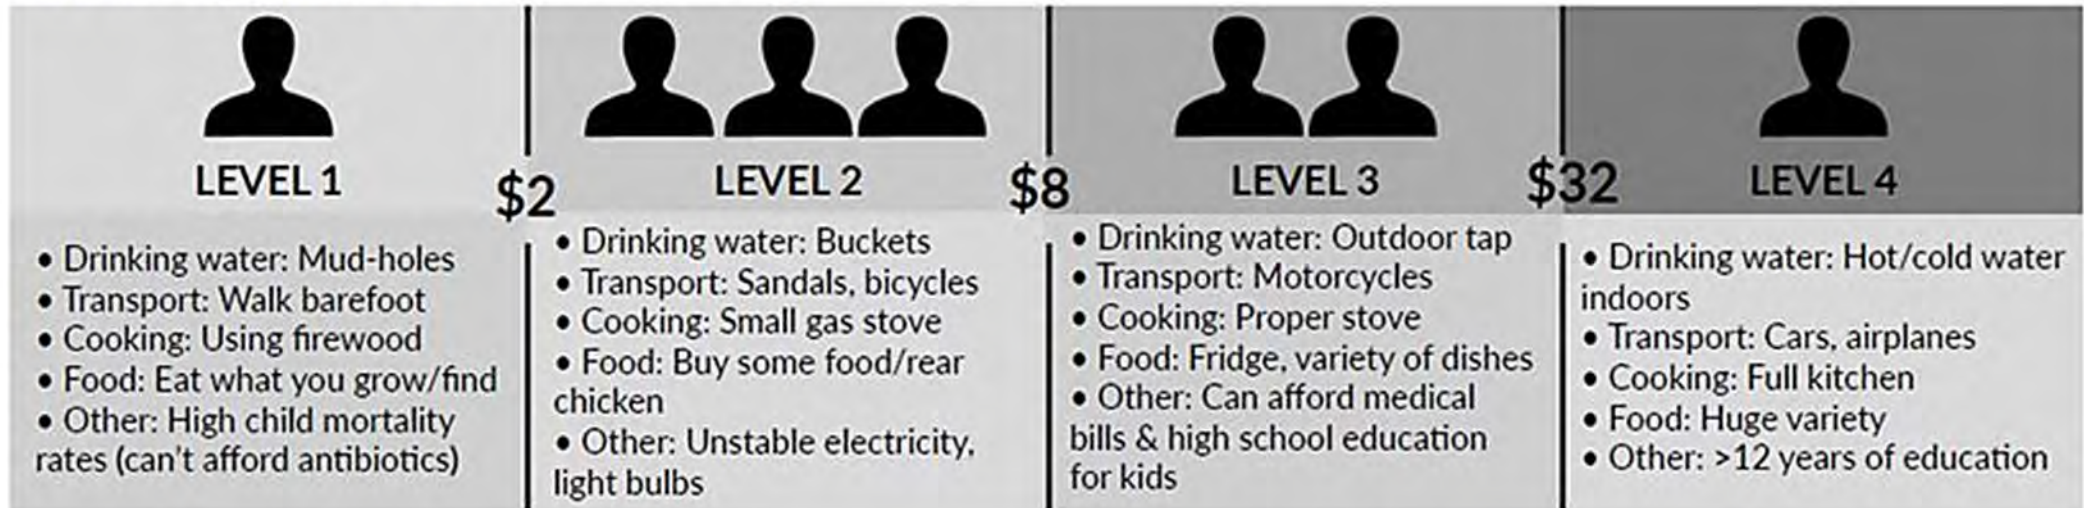 LEVEL 1
• Drinking water: Mud-holes
• Transport: Walk barefoot
• Cooking: Using firewood
• Food: Eat what you grow/find
• Other: High child mortality
rates (can't afford antibiotics)
$2
LEVEL 2
• Drinking water: Buckets
• Transport: Sandals, bicycles
• Cooking: Small gas stove
• Food: Buy some food/rear
chicken
• Other: Unstable electricity,
light bulbs
$8
LEVEL 3
• Drinking water: Outdoor tap
• Transport: Motorcycles
• Cooking: Proper stove
• Food: Fridge, variety of dishes
• Other: Can afford medical
bills & high school education
for kids
$32
LEVEL 4
• Drinking water: Hot/cold water
indoors
• Transport: Cars, airplanes
• Cooking: Full kitchen
• Food: Huge variety
• Other: >12 years of education